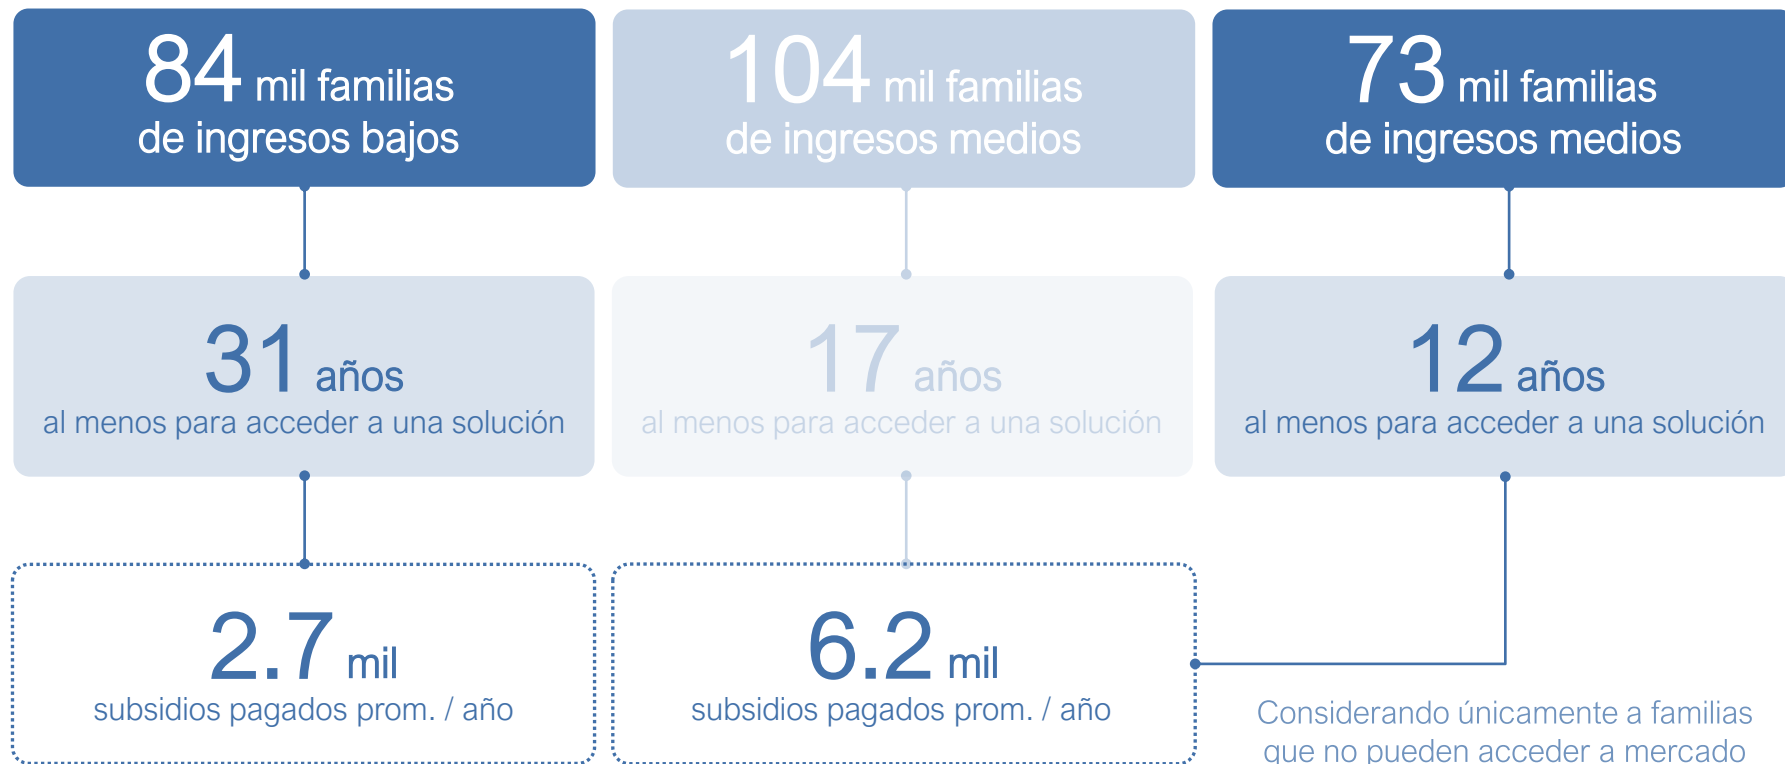 84 mil familias
de ingresos bajos
31 años
al menos para acceder a una solución
2.7 mil
subsidios pagados prom. / año
104 mil familias
de ingresos medios
17 años
al menos para acceder a una solución
6.2 mil
subsidios pagados prom. / año
73 mil familias
de ingresos medios
12 años
al menos para acceder a una solución
Considerando únicamente a familias
que no pueden acceder a mercado